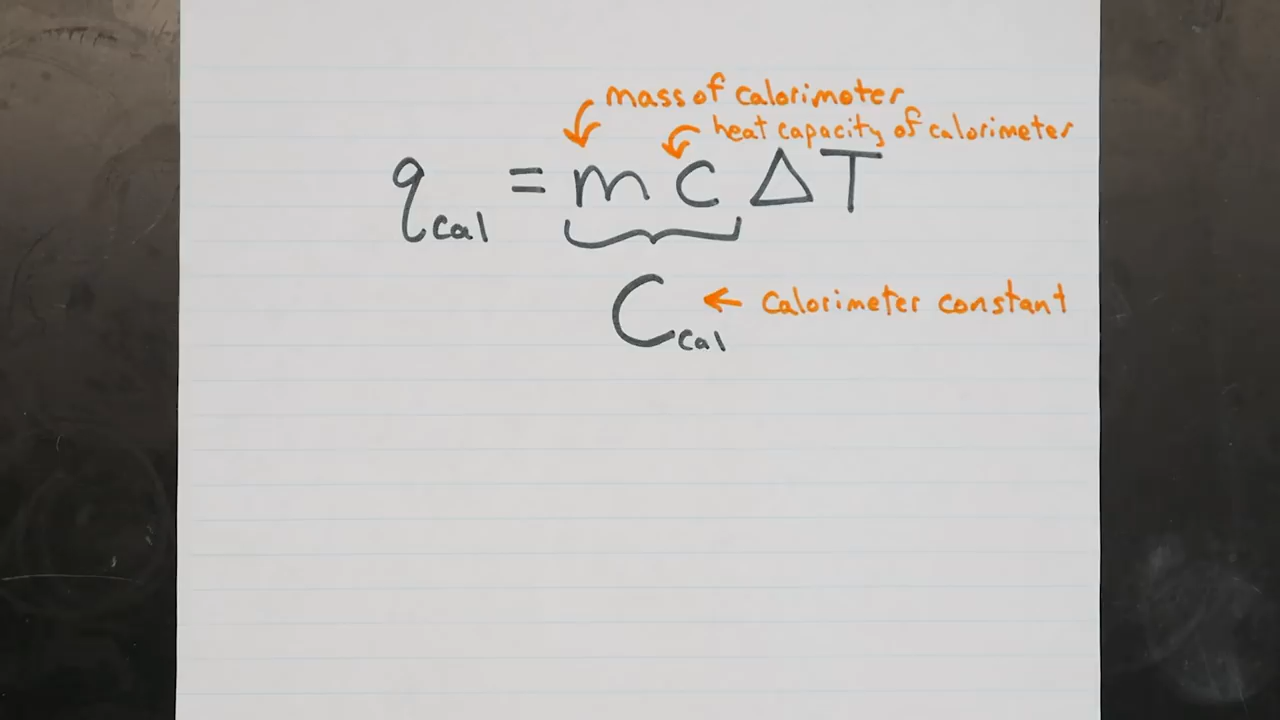 mass of calorimeter
heat capacity of calorimeter
qcal = mcΔT
Ccal ← Calorimeter constant